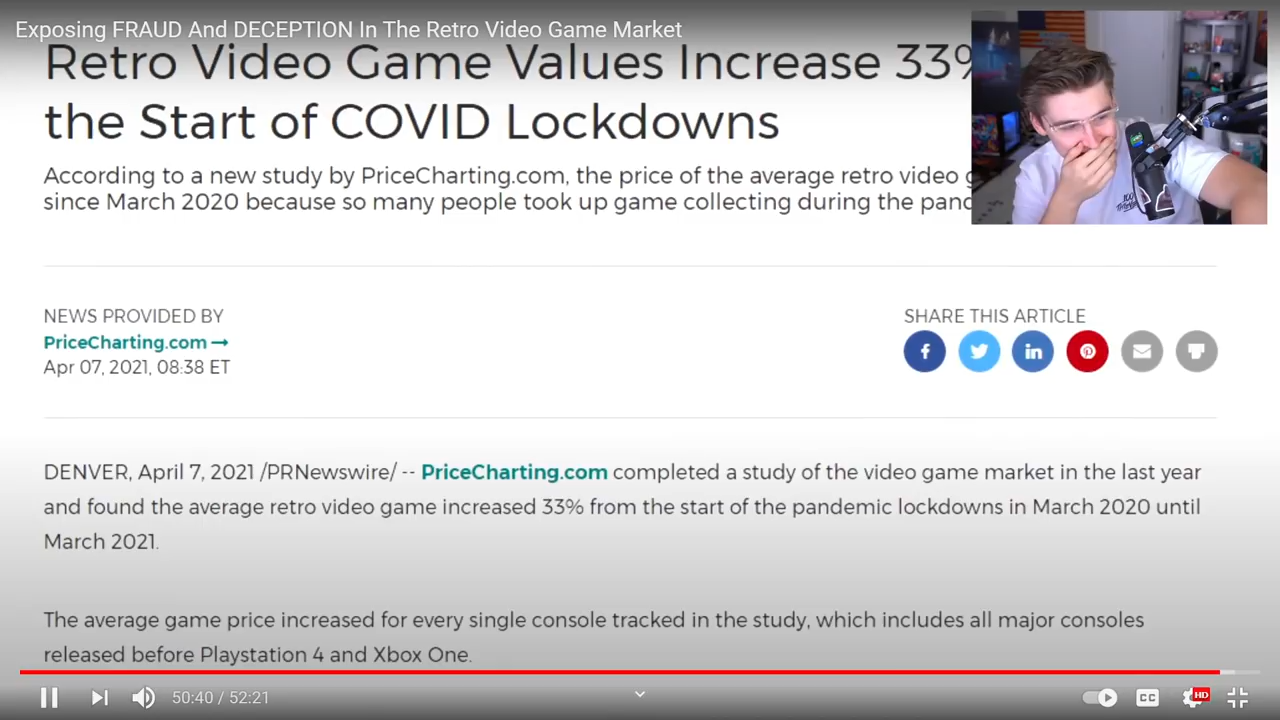 Exposing FRAUD And DECEPTION In The Retro Video Game Market
Retro Video Game Values Increase 33%
the Start of COVID Lockdowns
According to a new study by PriceCharting.com, the price of the average retro video
since March 2020 because so many people took up game collecting during the
NEWS PROVIDED BY
PriceCharting.com
Apr 07, 2021, 08:38 ET
SHARE THIS ARTICLE
DENVER, April 7, 2021 /PRNewswire/ -- PriceCharting.com completed a study of the video game market in the last year
and found the average retro video game increased 33% from the start of the pandemic lockdowns in March 2020 until
March 2021.
The average game price increased for every single console tracked in the study, which includes all major consoles
released before Playstation 4 and Xbox One.
50:40 / 52:21
CC
HD